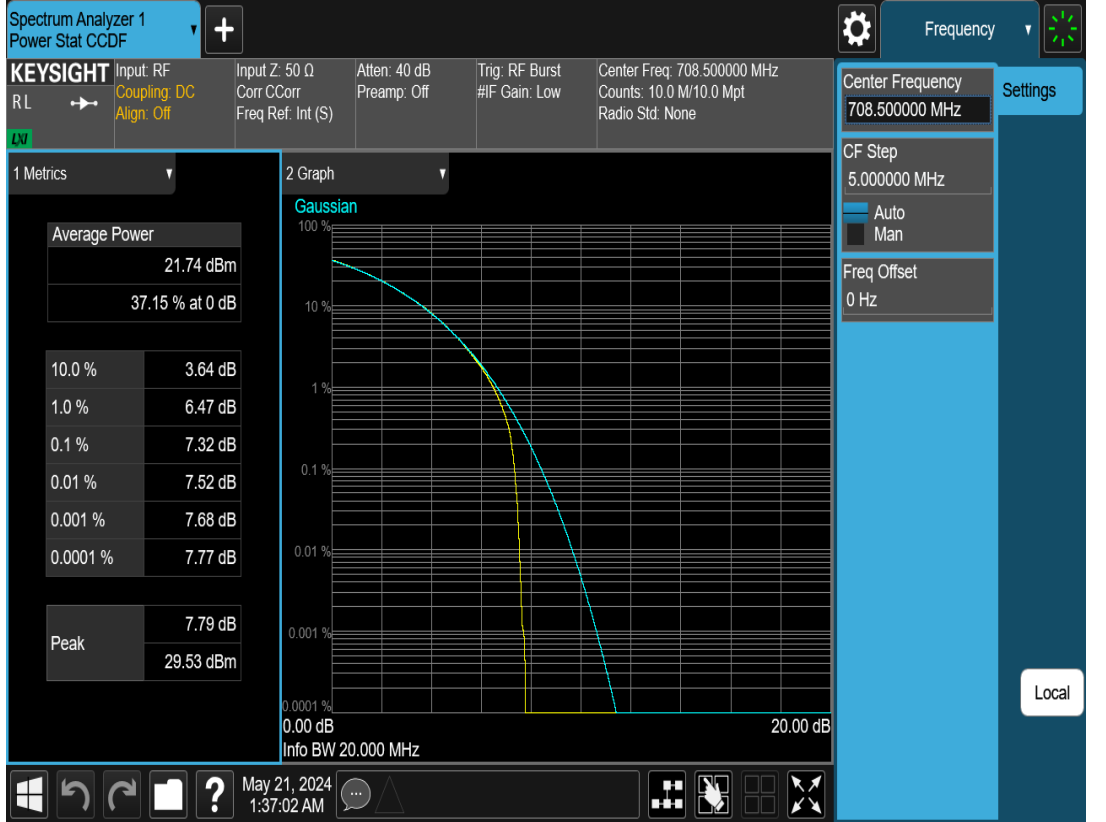 Spectrum Analyzer 1
Power Stat CCDF
+
Frequency
KEYSIGHT
RL
LXI
Input: RF
Coupling: DC
Align: Off
Input Z: 50 Ω
Corr CCorr
Freq Ref: Int (S)
Atten: 40 dB
Preamp: Off
Trig: RF Burst
#IF Gain: Low
Center Freq: 708.500000 MHz
Counts: 10.0 M/10.0 Mpt
Radio Std: None
Center Frequency
708.500000 MHz
Settings
CF Step
5.000000 MHz
Auto
Man
Freq Offset
0 Hz
Local
1 Metrics
Average Power
21.74 dBm
37.15 % at 0 dB
10.0 % 3.64 dB
1.0 % 6.47 dB
0.1 % 7.32 dB
0.01 % 7.52 dB
0.001 % 7.68 dB
0.0001 % 7.77 dB
Peak 7.79 dB
29.53 dBm
2 Graph
Gaussian
100 %
10 %
1 %
0.1 %
0.01 %
0.001 %
0.0001 %
0.00 dB 20.00 dB
Info BW 20.000 MHz
?
May 21, 2024
1:37:02 AM